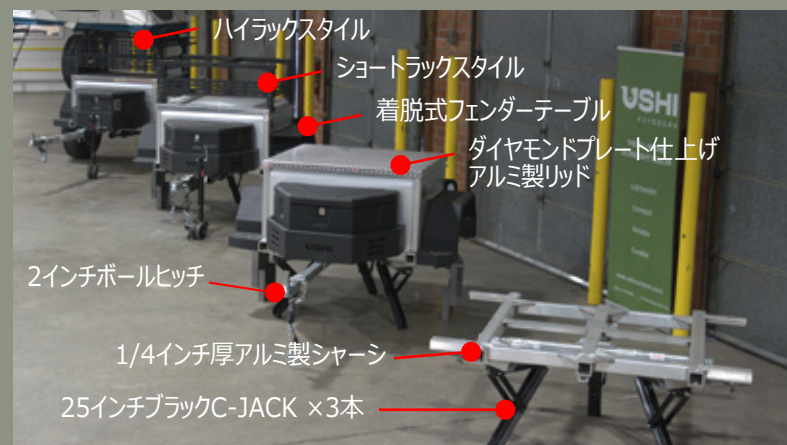 ハイラックスタイル
ショートラックスタイル
着脱式フェンダーテーブル
ダイヤモンドプレート仕上げ
アルミ製リッド
USHI
USHI
2インチボールヒッチ
1/4インチ厚アルミ製シャーシ
25インチブラックC-JACK ×3本